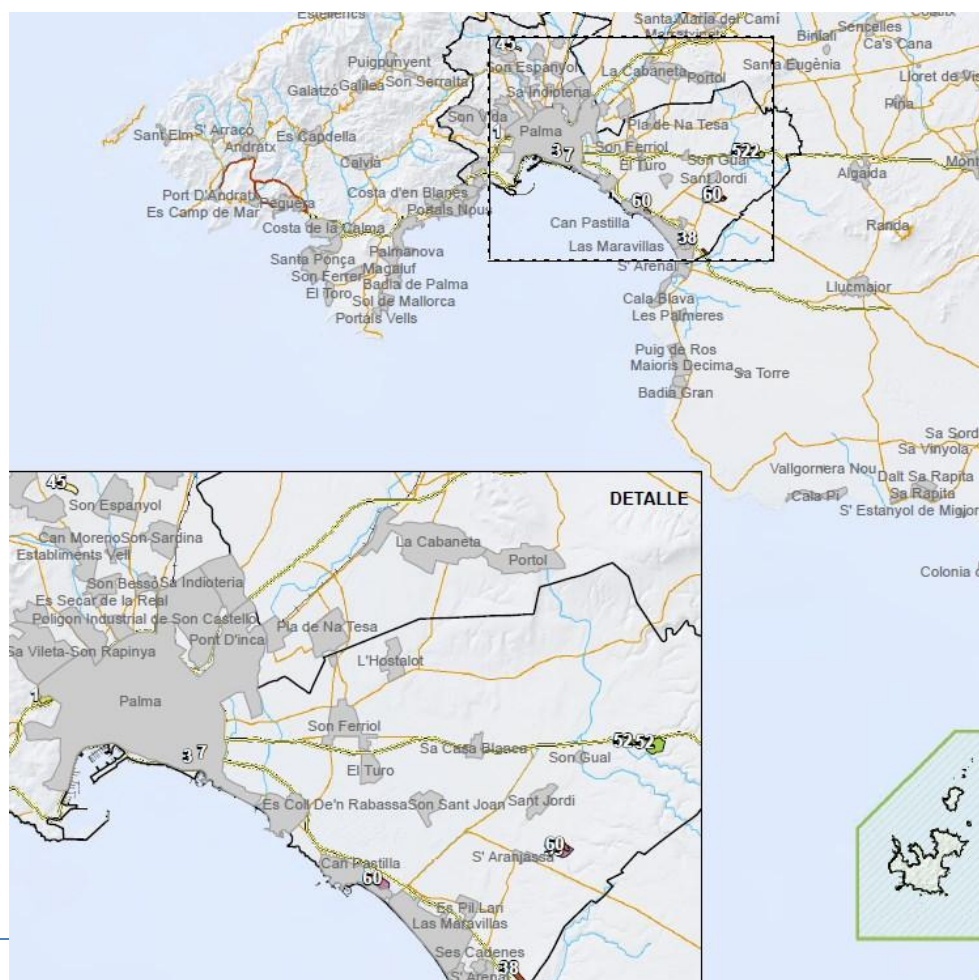 Estellencs
Santa Maria del Camí
Sencelles
Biniali
Ca's Cana
45
Puigpunyent
Son Espanyol
La Cabaneta
Portol
Santa Eugènia
Galatzó
Galilea
Son Serralta
Sa Indioteria
Pina
Son Vida
Sant Elm
S' Arracó
Es Capdella
1
Palma
Pla de Na Tesa
Andratx
Calvià
3
7
Son Ferriol
522
El Turo
Son Gual
Sant Jordi
Algaida
Port D'Andratx
Peguera
Costa d'en Blanes
60
60
Es Camp de Mar
Portals Nous
Can Pastilla
Randa
Costa de la Calma
38
Santa Ponça
Palmanova
Las Maravillas
Son Ferrer
Magaluf
S' Arenal
El Toro
Badia de Palma
Llucmajor
Sol de Mallorca
Cala Blava
Portals Vells
Les Palmeres
Puig de Ros
Maioris Decima
Sa Torre
Badia Gran
Sa Vinyola
Vallgornera Nou
Dalt Sa Rapita
Cala Pi
Sa Rapita
S' Estanyol de Migjor
Colonia
DETALLE
45
Son Espanyol
La Cabaneta
Can Moreno
Son Sardina
Establiments Vell
Portol
Son Besso
Sa Indioteria
Es Secar de la Real
Poligon Industrial de Son Castello
Pla de Na Tesa
Pont D'inca
Sa Vileta-Son Rapinya
L'Hostalot
1
Palma
Son Ferriol
3
7
Sa Casa Blanca
52
52
El Turo
Son Gual
Es Coll De'n Rabassa
Son Sant Joan
Sant Jordi
60
Can Pastilla
S' Aranjassa
60
Es Pil.Lari
Las Maravillas
Ses Cadenes
38
S' Arenal